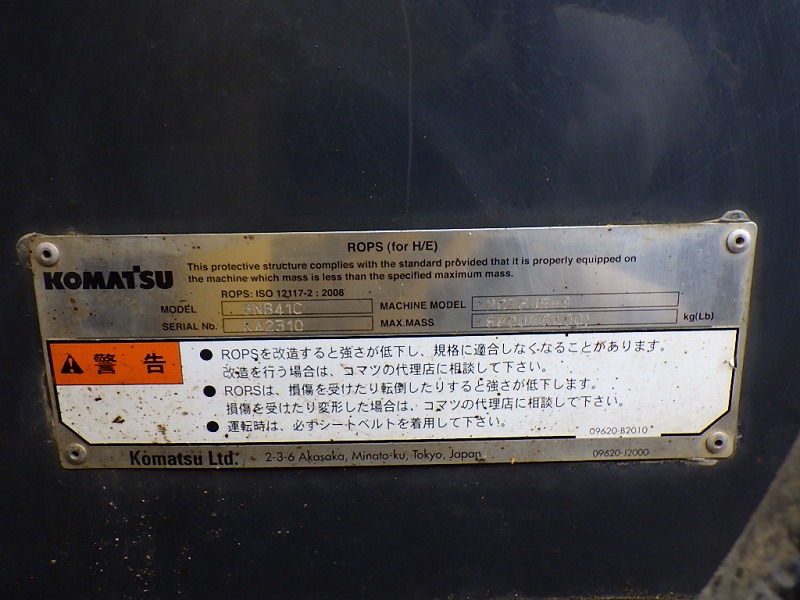 ROPS (for H/E)
KOMATSU
This protective structure complies with the standard provided that it is properly equipped on
the machine which mass is less than the specified maximum mass.
ROPS: ISO 12117-2 : 2008
MODEL MACHINE MODEL
SERIAL No. K42310 MAX.MASS kg(Lb)
警告
● ROPSを改造すると強さが低下し、規格に適合しなくなることがあります。
改造を行う場合は、コマツの代理店に相談して下さい。
● ROPSは、損傷を受けたり転倒したりすると強さが低下します。
損傷を受けたり変形した場合は、コマツの代理店に相談して下さい。
● 運転時は、必ずシートベルトを着用して下さい。
09620-B2010
Komatsu Ltd. 2-3-6 Akasaka, Minato-ku, Tokyo, Japan 09620-J2000